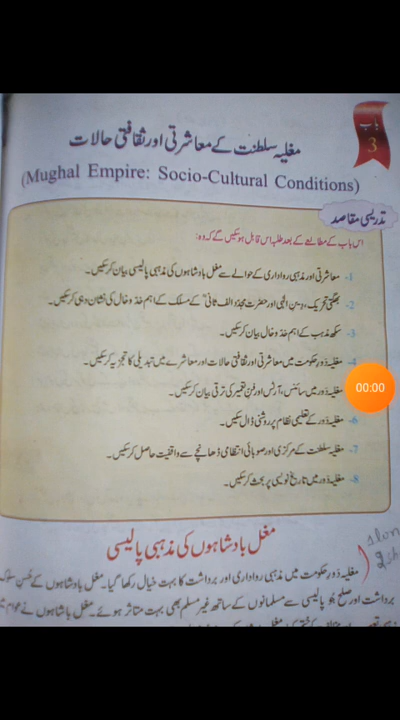 باب
3
مغلیہ سلطنت کے معاشرتی اور ثقافتی حالات
(Mughal Empire: Socio-Cultural Conditions)
تدریسی مقاصد
اس باب کے مطالعے کے بعد طلبہ اس قابل ہو سکیں گے کہ وہ:
1- معاشرتی اور مذہبی رواداری کے حوالے سے مغل بادشاہوں کی مذہبی پالیسی بیان کر سکیں۔
2- بھگتی تحریک، دین الٰہی اور حضرت مجدد الف ثانیؒ کے مسلک کے اہم خدوخال کی نشان دہی کر سکیں۔
3- سکھ مذہب کے اہم خدوخال بیان کر سکیں۔
4- مغلیہ دور حکومت میں معاشرتی اور ثقافتی حالات اور معاشرے میں تبدیلی کا تجزیہ کر سکیں۔
مغلیہ دور میں سائنس، آرٹس اور فن تعمیر کی ترقی بیان کر سکیں۔
00:00
6- مغلیہ دور کے تعلیمی نظام پر روشنی ڈال سکیں۔
7- مغلیہ سلطنت کے مرکزی اور صوبائی انتظامی ڈھانچے سے واقفیت حاصل کر سکیں۔
8- مغلیہ دور میں تاریخ نویسی پر بحث کر سکیں۔
مغل بادشاہوں کی مذہبی پالیسی
مغلیہ دور حکومت میں مذہبی رواداری اور برداشت کا بہت خیال رکھا گیا۔ مغل بادشاہوں کے حسن سلوک
برداشت اور صلح جُو پالیسی سے مسلمانوں کے ساتھ غیر مسلم بھی بہت متاثر ہوئے۔ مغل بادشاہوں نے عوام میں